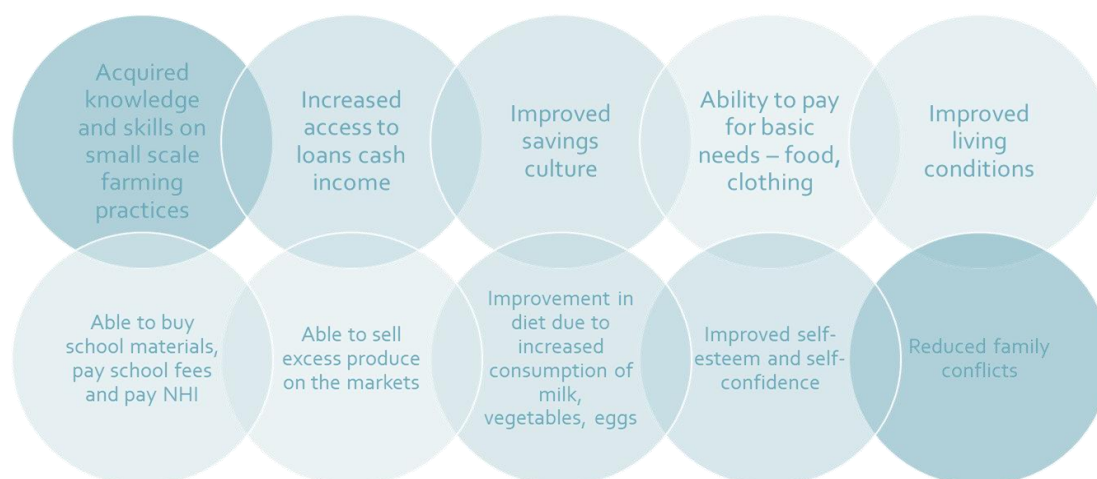 Acquired
knowledge
and skills on
small scale
farming
practices
Increased
access to
loans cash
income
Improved
savings
culture
Ability to pay
for basic
needs – food,
clothing
Improved
living
conditions
Able to buy
school materials,
pay school fees
and pay NHI
Able to sell
excess produce
on the markets
Improvement in
diet due to
increased
consumption of
milk,
vegetables, eggs
Improved self-
esteem and self-
confidence
Reduced family
conflicts